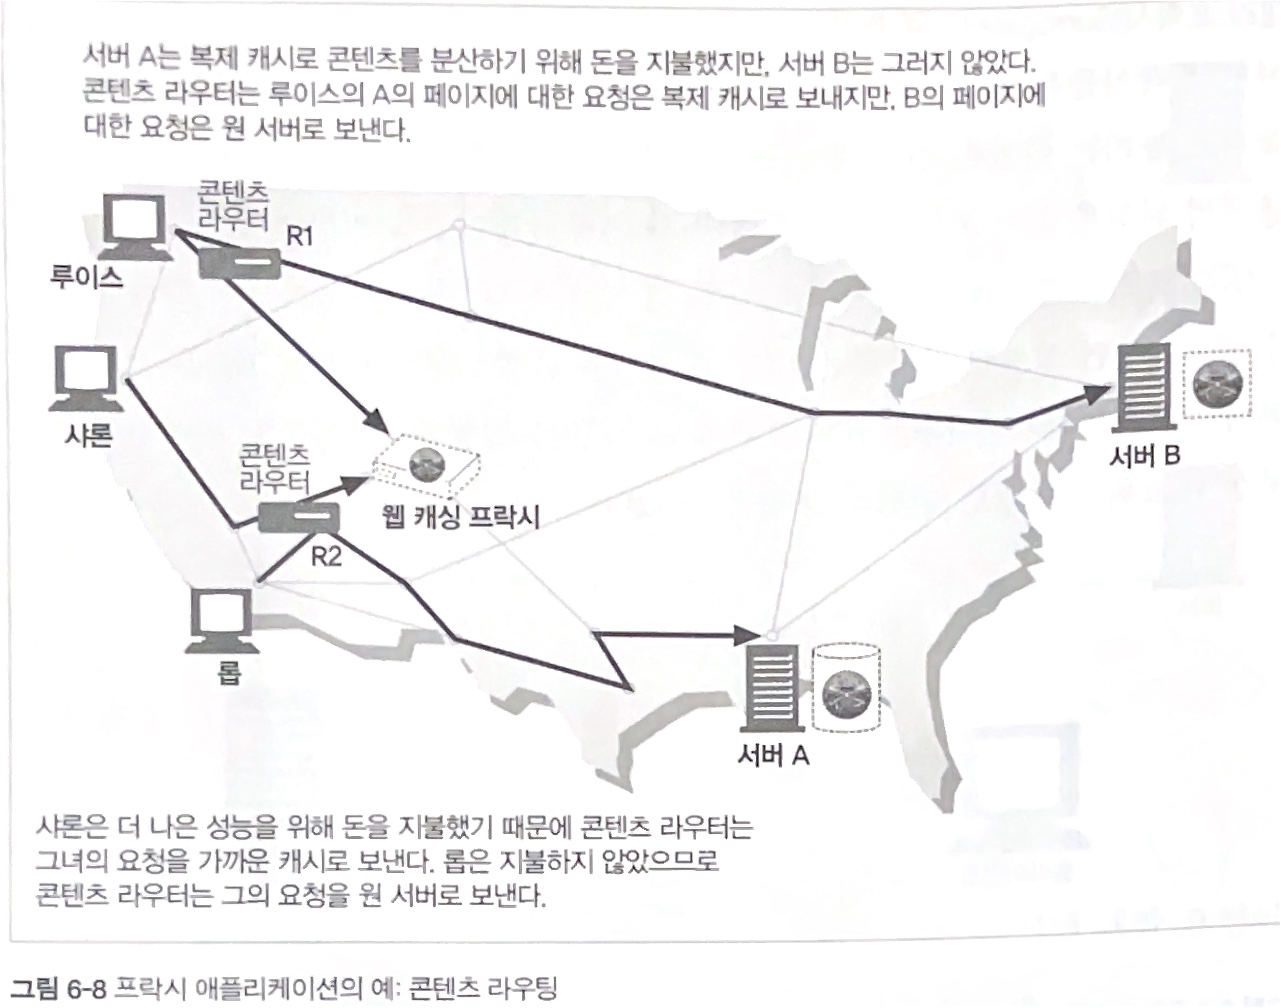 서버 A는 복제 캐시로 콘텐츠를 분산하기 위해 돈을 지불했지만, 서버 B는 그러지 않았다.
콘텐츠 라우터는 루이스의 A의 페이지에 대한 요청은 복제 캐시로 보내지만, B의 페이지에
대한 요청은 원 서버로 보낸다.
콘텐츠
라우터
R1
루이스
샤론
콘텐츠
라우터
R2
웹 캐싱 프락시
서버 B
롭
서버 A
샤론은 더 나은 성능을 위해 돈을 지불했기 때문에 콘텐츠 라우터는
그녀의 요청을 가까운 캐시로 보낸다. 롭은 지불하지 않았으므로
콘텐츠 라우터는 그의 요청을 원 서버로 보낸다.
그림 6-8 프락시 애플리케이션의 예: 콘텐츠 라우팅